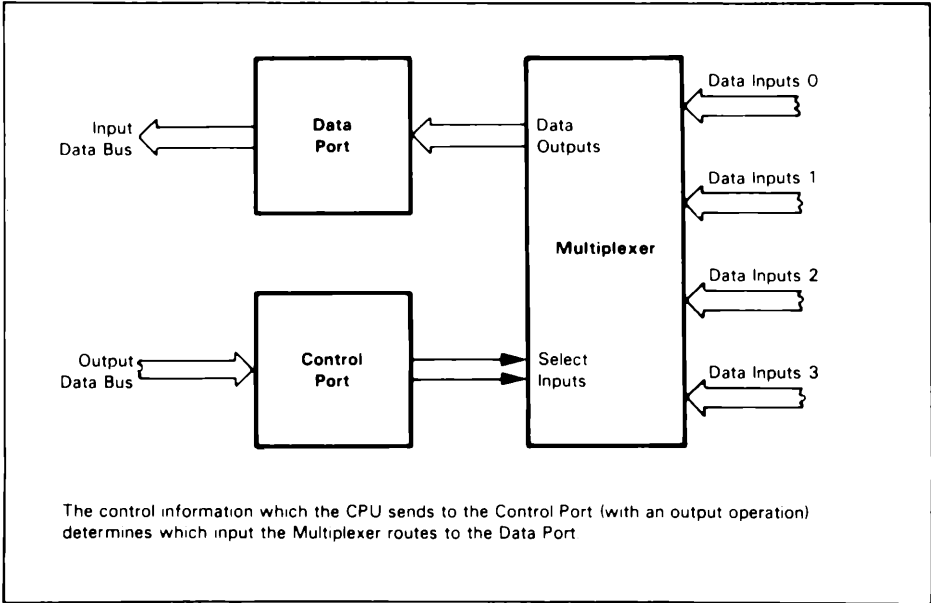 Input
Data Bus
Data
Port
Data
Outputs
Data Inputs 0
Data Inputs 1
Multiplexer
Data Inputs 2
Output
Data Bus
Control
Port
Select
Inputs
Data Inputs 3
The control information which the CPU sends to the Control Port (with an output operation)
determines which input the Multiplexer routes to the Data Port